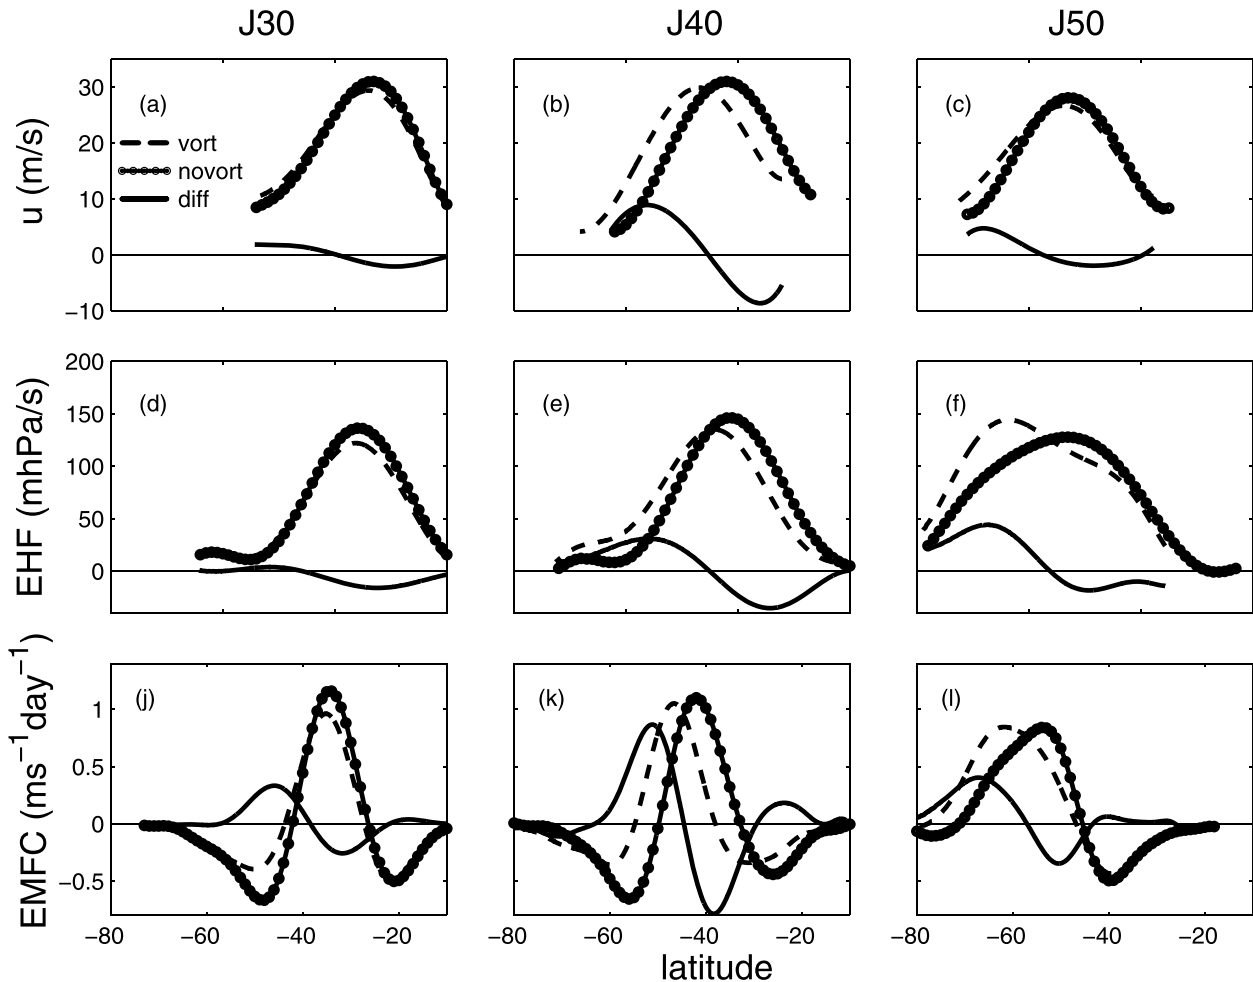 J30 J40 J50
30
20
10
0
−10
u (m/s)
(a) (b) (c)
vort
novort
diff
200
150
100
50
0
EHF (mhPa/s)
(d) (e) (f)
1
0.5
0
−0.5
EMFC (ms⁻¹day⁻¹)
(j) (k) (l)
−80 −60 −40 −20 −80 −60 −40 −20 −80 −60 −40 −20
latitude